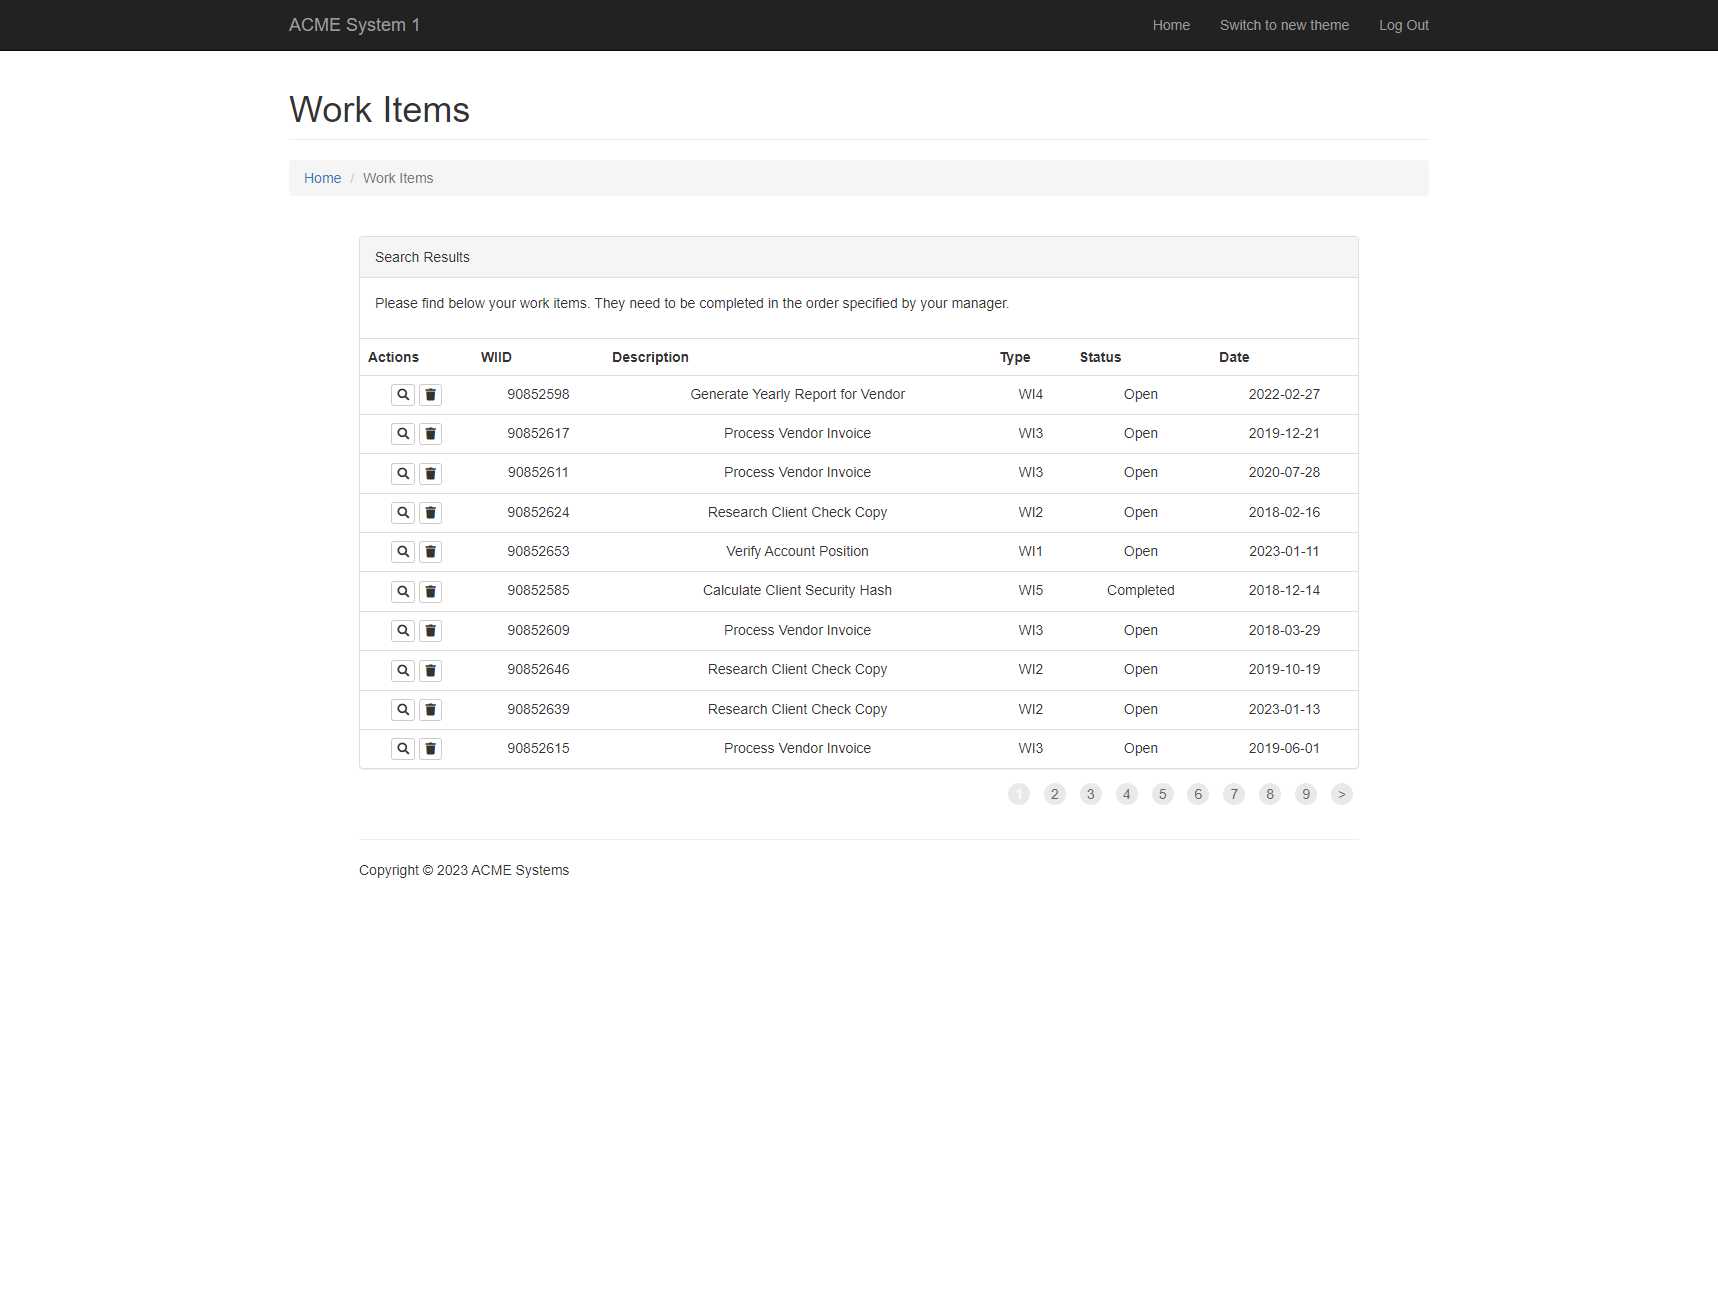 ACME System 1 Home Switch to new theme Log Out
Work Items
Home / Work Items
Search Results
Please find below your work items. They need to be completed in the order specified by your manager.
Actions WIID Description Type Status Date
90852598 Generate Yearly Report for Vendor WI4 Open 2022-02-27
90852617 Process Vendor Invoice WI3 Open 2019-12-21
90852611 Process Vendor Invoice WI3 Open 2020-07-28
90852624 Research Client Check Copy WI2 Open 2018-02-16
90852653 Verify Account Position WI1 Open 2023-01-11
90852585 Calculate Client Security Hash WI5 Completed 2018-12-14
90852609 Process Vendor Invoice WI3 Open 2018-03-29
90852646 Research Client Check Copy WI2 Open 2019-10-19
90852639 Research Client Check Copy WI2 Open 2023-01-13
90852615 Process Vendor Invoice WI3 Open 2019-06-01
1 2 3 4 5 6 7 8 9 >
Copyright © 2023 ACME Systems